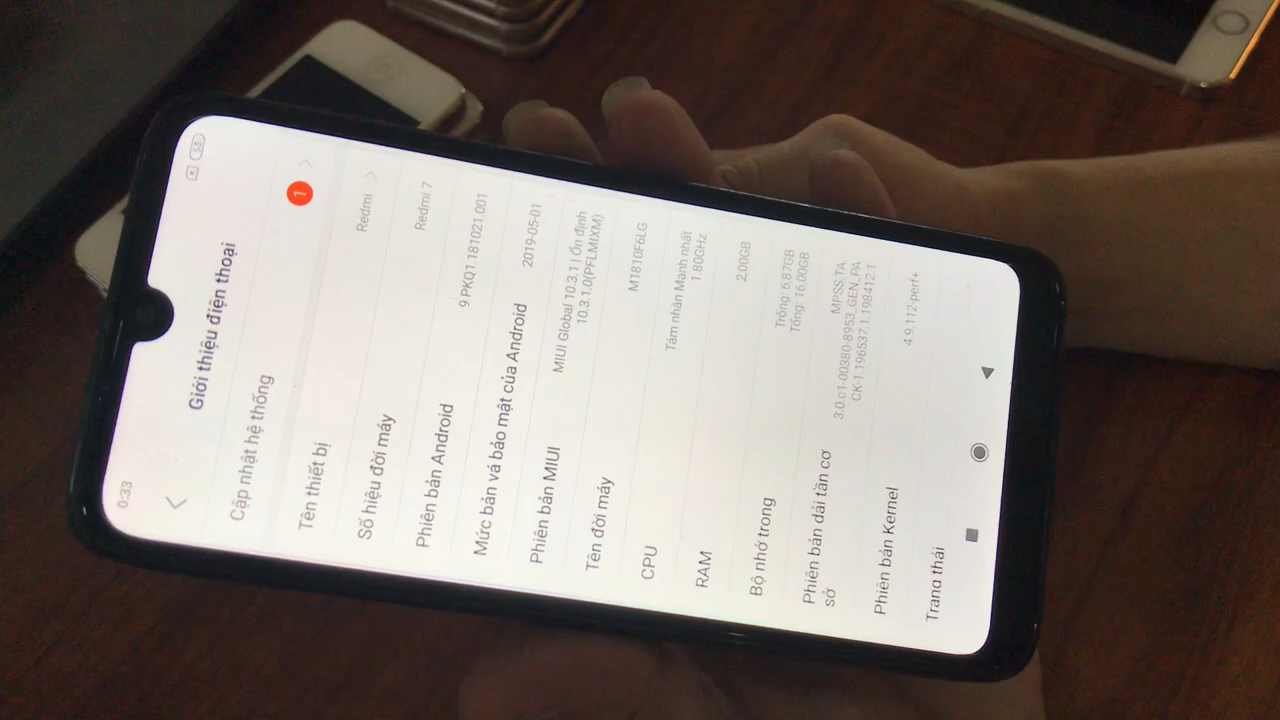 0:33
53
Giới thiệu điện thoại
Cập nhật hệ thống
1
Tên thiết bị
Redmi
Số hiệu đời máy
Redmi 7
Phiên bản Android
9 PKQ1.181021.001
Mức bản vá bảo mật của Android
2019-05-01
Phiên bản MIUI
MIUI Global 10.3.1 | Ổn định
10.3.1.0(PFLMIXM)
Tên đời máy
M1810F6LG
CPU
Tám nhân Mạnh nhất
1.80GHz
RAM
2,00GB
Bộ nhớ trong
Trống: 6,87GB
Tổng: 16,00GB
Phiên bản dải tần cơ
sở
MPSS.TA.
3.0.c1-00380-8953_GEN_PA
CK-1.196537.1.198412.1
Phiên bản Kernel
4.9.112-perf+
Trạng thái